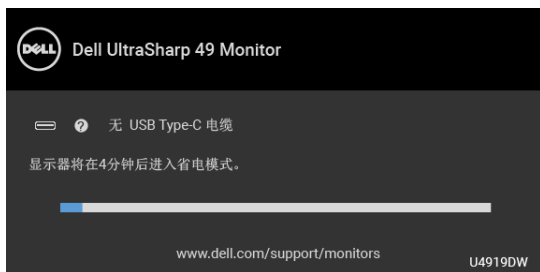 DELL
Dell UltraSharp 49 Monitor
? 无 USB Type-C 电缆
显示器将在4分钟后进入省电模式。
www.dell.com/support/monitors
U4919DW